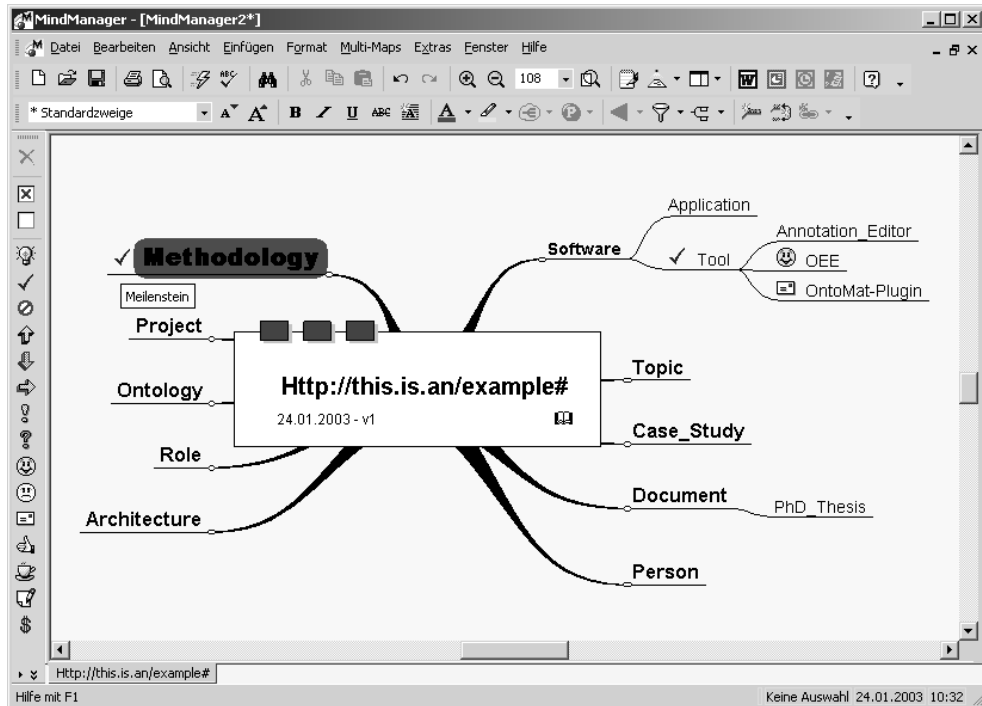 MindManager - [MindManager2*]
Datei Bearbeiten Ansicht Einfügen Format Multi-Maps Extras Fenster Hilfe
108
* Standardzweige
Application
Software
Annotation_Editor
Tool
OEE
OntoMat-Plugin
Methodology
Meilenstein
Project
Ontology
Role
Architecture
Http://this.is.an/example#
24.01.2003 - v1
Topic
Case_Study
Document
PhD_Thesis
Person
Http://this.is.an/example#
Hilfe mit F1
Keine Auswahl 24.01.2003 10:32